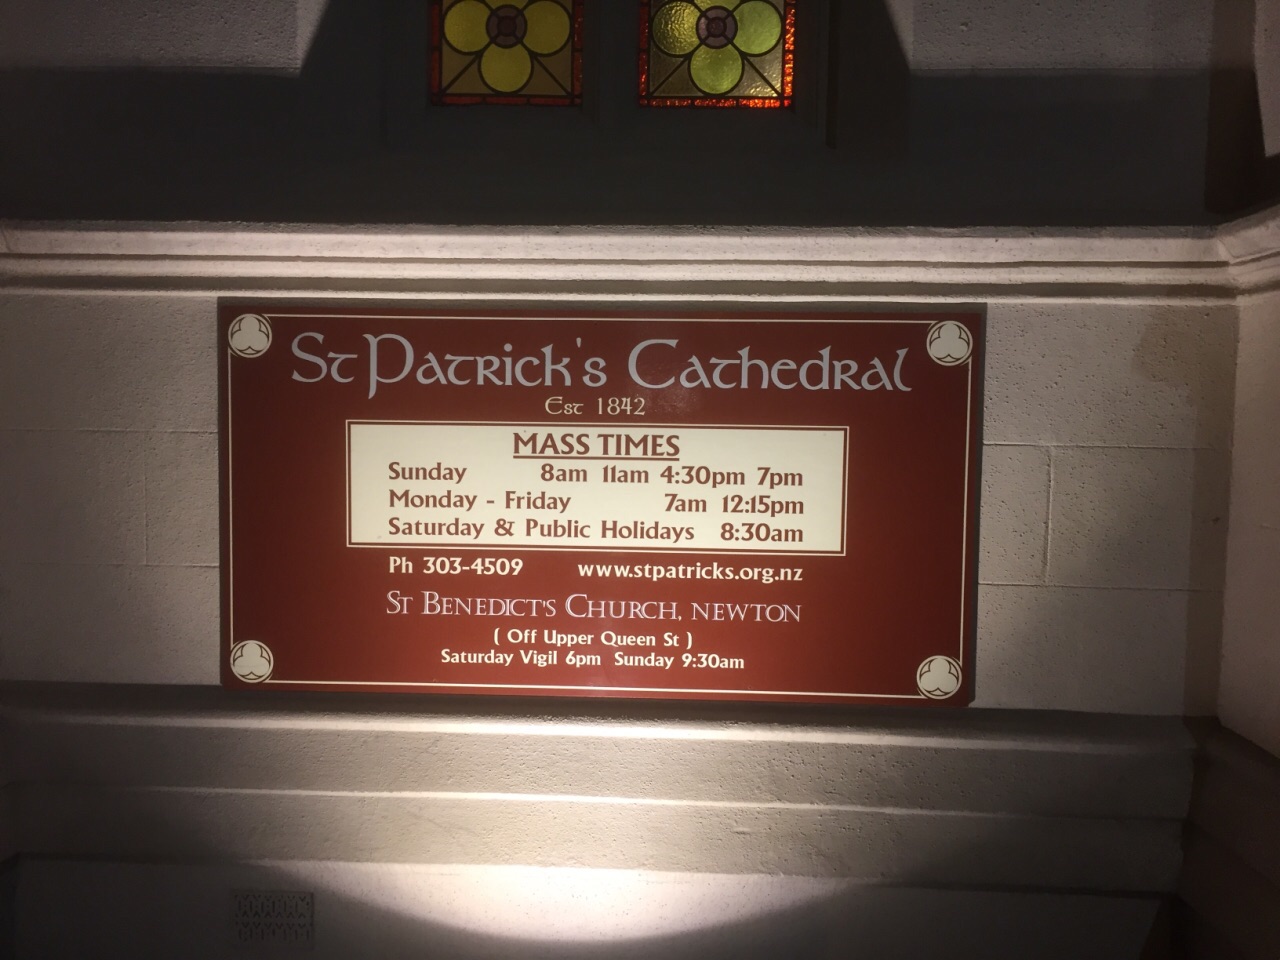 St Patrick's Cathedral
Est 1842
MASS TIMES
Sunday 8am 11am 4:30pm 7pm
Monday - Friday 7am 12:15pm
Saturday & Public Holidays 8:30am
Ph 303-4509 www.stpatricks.org.nz
St Benedict's Church, Newton
( Off Upper Queen St )
Saturday Vigil 6pm Sunday 9:30am